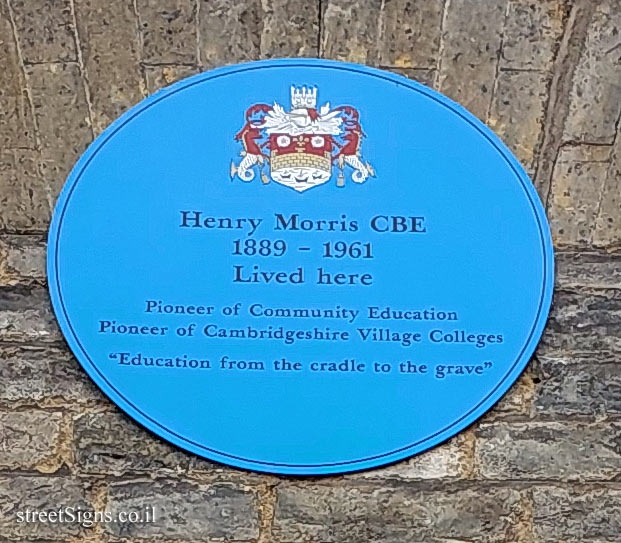 Henry Morris CBE
1889 - 1961
Lived here
Pioneer of Community Education
Pioneer of Cambridgeshire Village Colleges
“Education from the cradle to the grave”
streetSigns.co.il